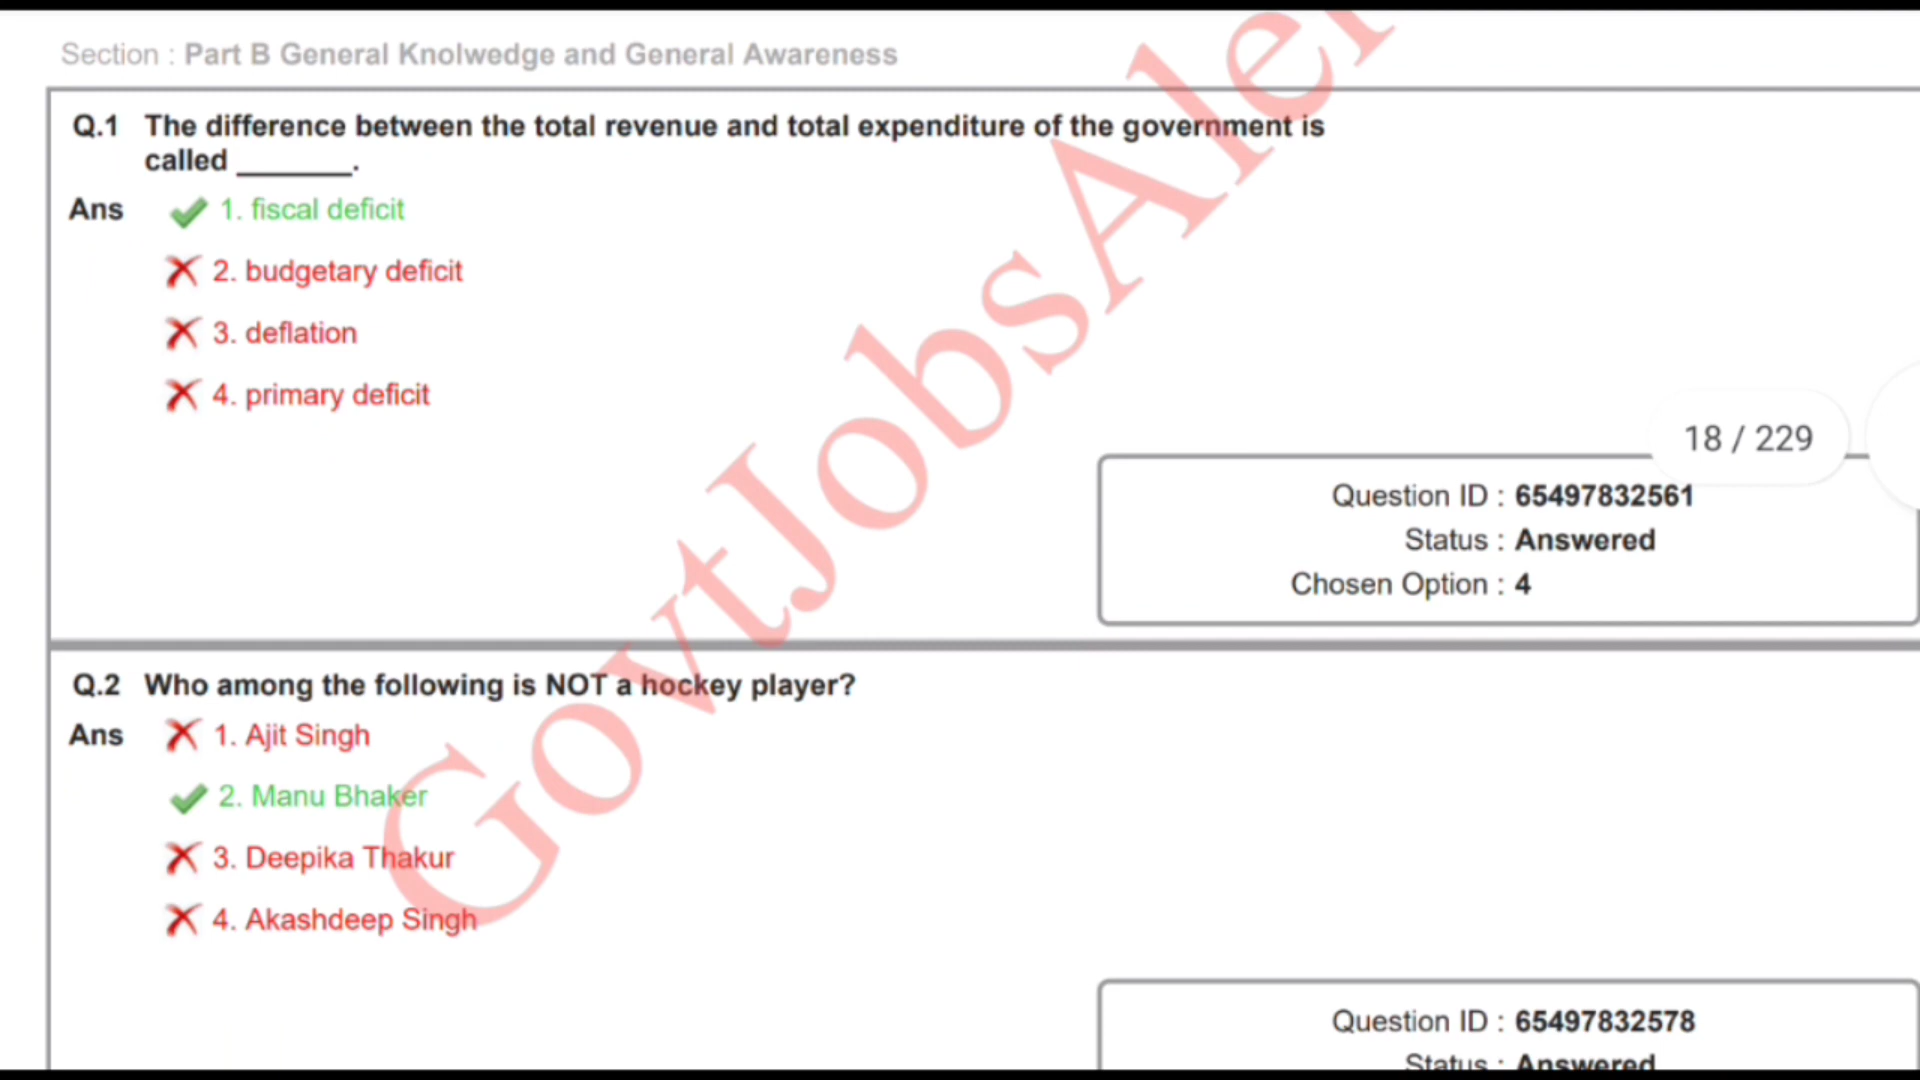 Section : Part B General Knolwedge and General Awareness
Q.1 The difference between the total revenue and total expenditure of the government is
called _______.
Ans 1. fiscal deficit
2. budgetary deficit
3. deflation
4. primary deficit
18 / 229
Question ID : 65497832561
Status : Answered
Chosen Option : 4
Q.2 Who among the following is NOT a hockey player?
Ans 1. Ajit Singh
2. Manu Bhaker
3. Deepika Thakur
4. Akashdeep Singh
Question ID : 65497832578
Status : Answered
GovtJobsAler